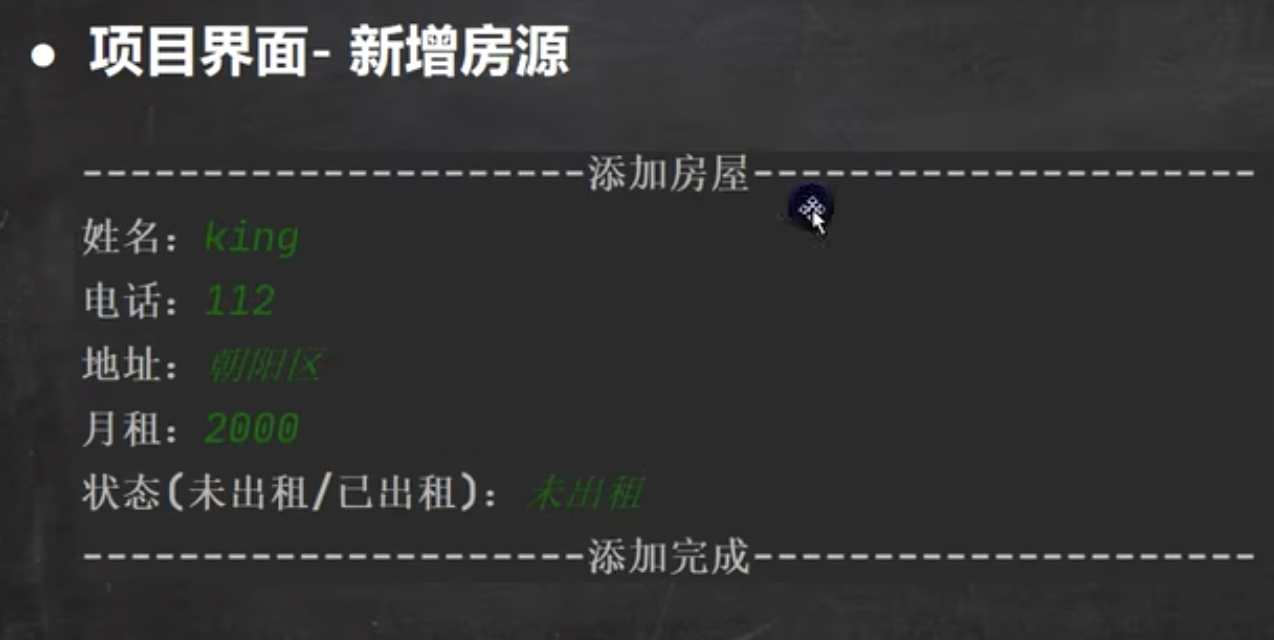 ● 项目界面- 新增房源
---------------------添加房屋---------------------
姓名：king
电话：112
地址：朝阳区
月租：2000
状态(未出租/已出租)：未出租
---------------------添加完成---------------------